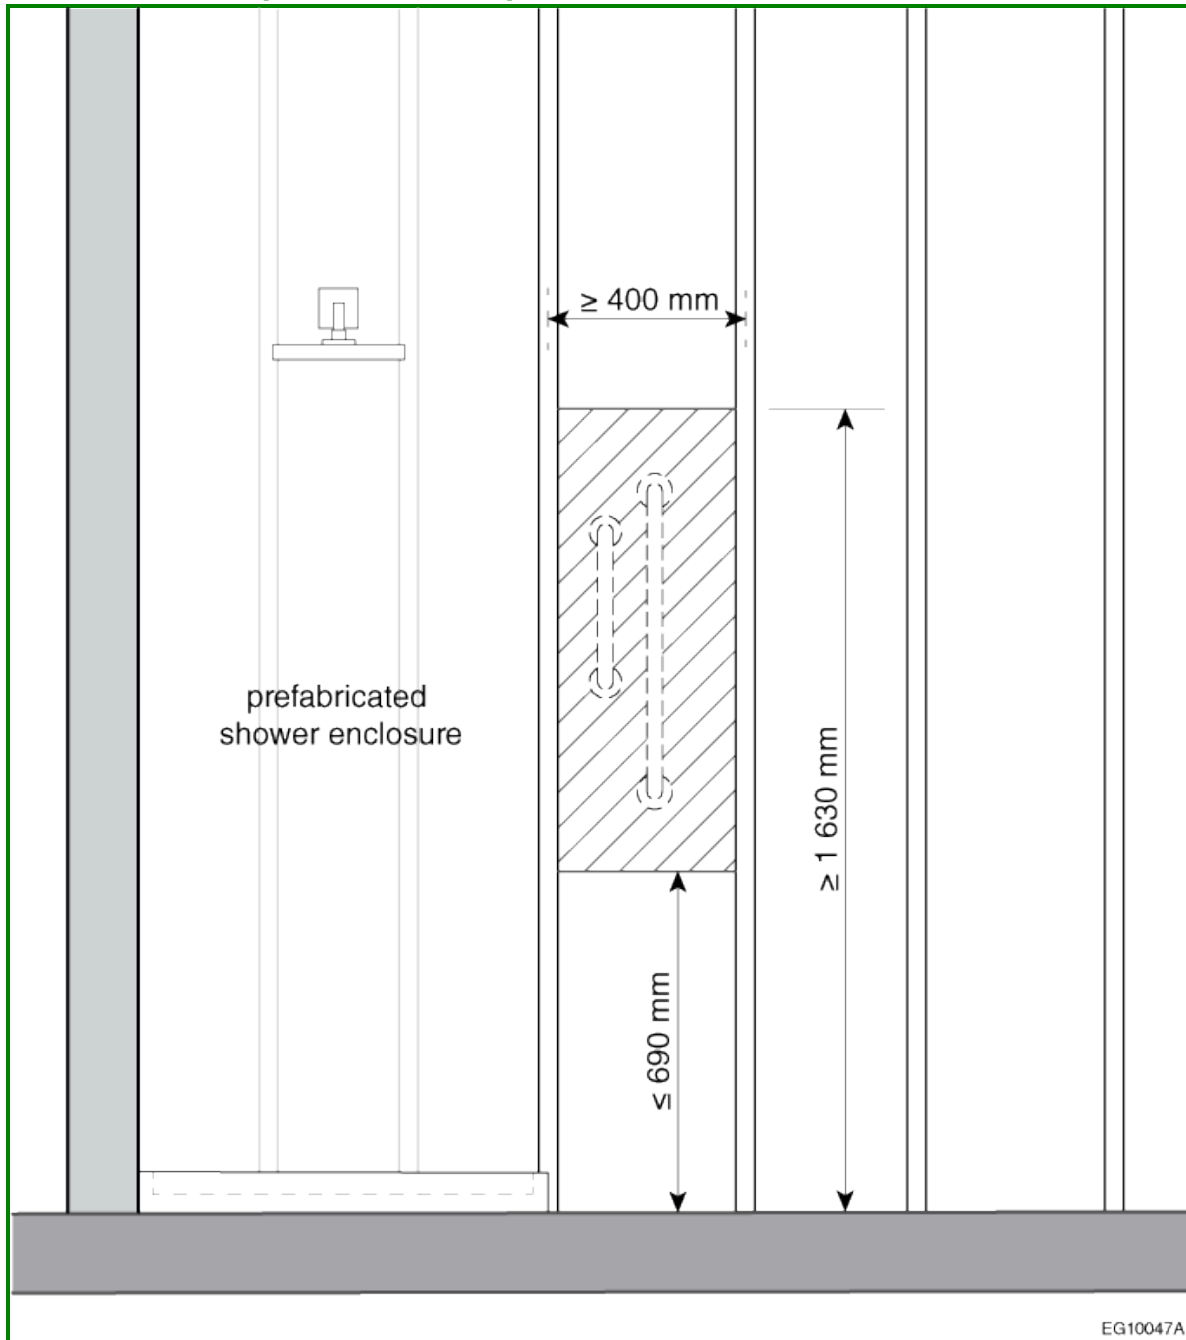 ≥ 400 mm
prefabricated
shower enclosure
≥ 1 630 mm
≤ 690 mm
EG10047A